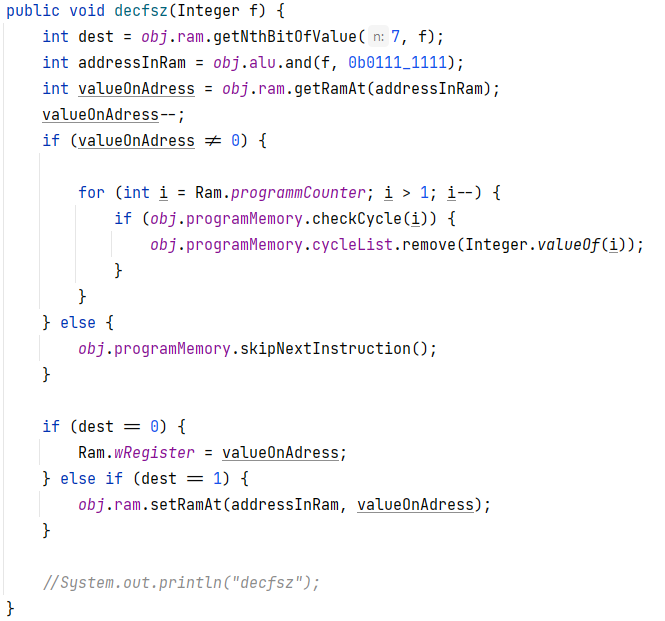 public void decfsz(Integer f) {
    int dest = obj.ram.getNthBitOfValue( n: 7, f);
    int addressInRam = obj.alu.and(f, 0b0111_1111);
    int valueOnAdress = obj.ram.getRamAt(addressInRam);
    valueOnAdress--;
    if (valueOnAdress ≠ 0) {
        for (int i = Ram.programmCounter; i > 1; i--) {
            if (obj.programMemory.checkCycle(i)) {
                obj.programMemory.cycleList.remove(Integer.valueOf(i));
            }
        }
    } else {
        obj.programMemory.skipNextInstruction();
    }
    if (dest == 0) {
        Ram.wRegister = valueOnAdress;
    } else if (dest == 1) {
        obj.ram.setRamAt(addressInRam, valueOnAdress);
    }
    //System.out.println("decfsz");
}